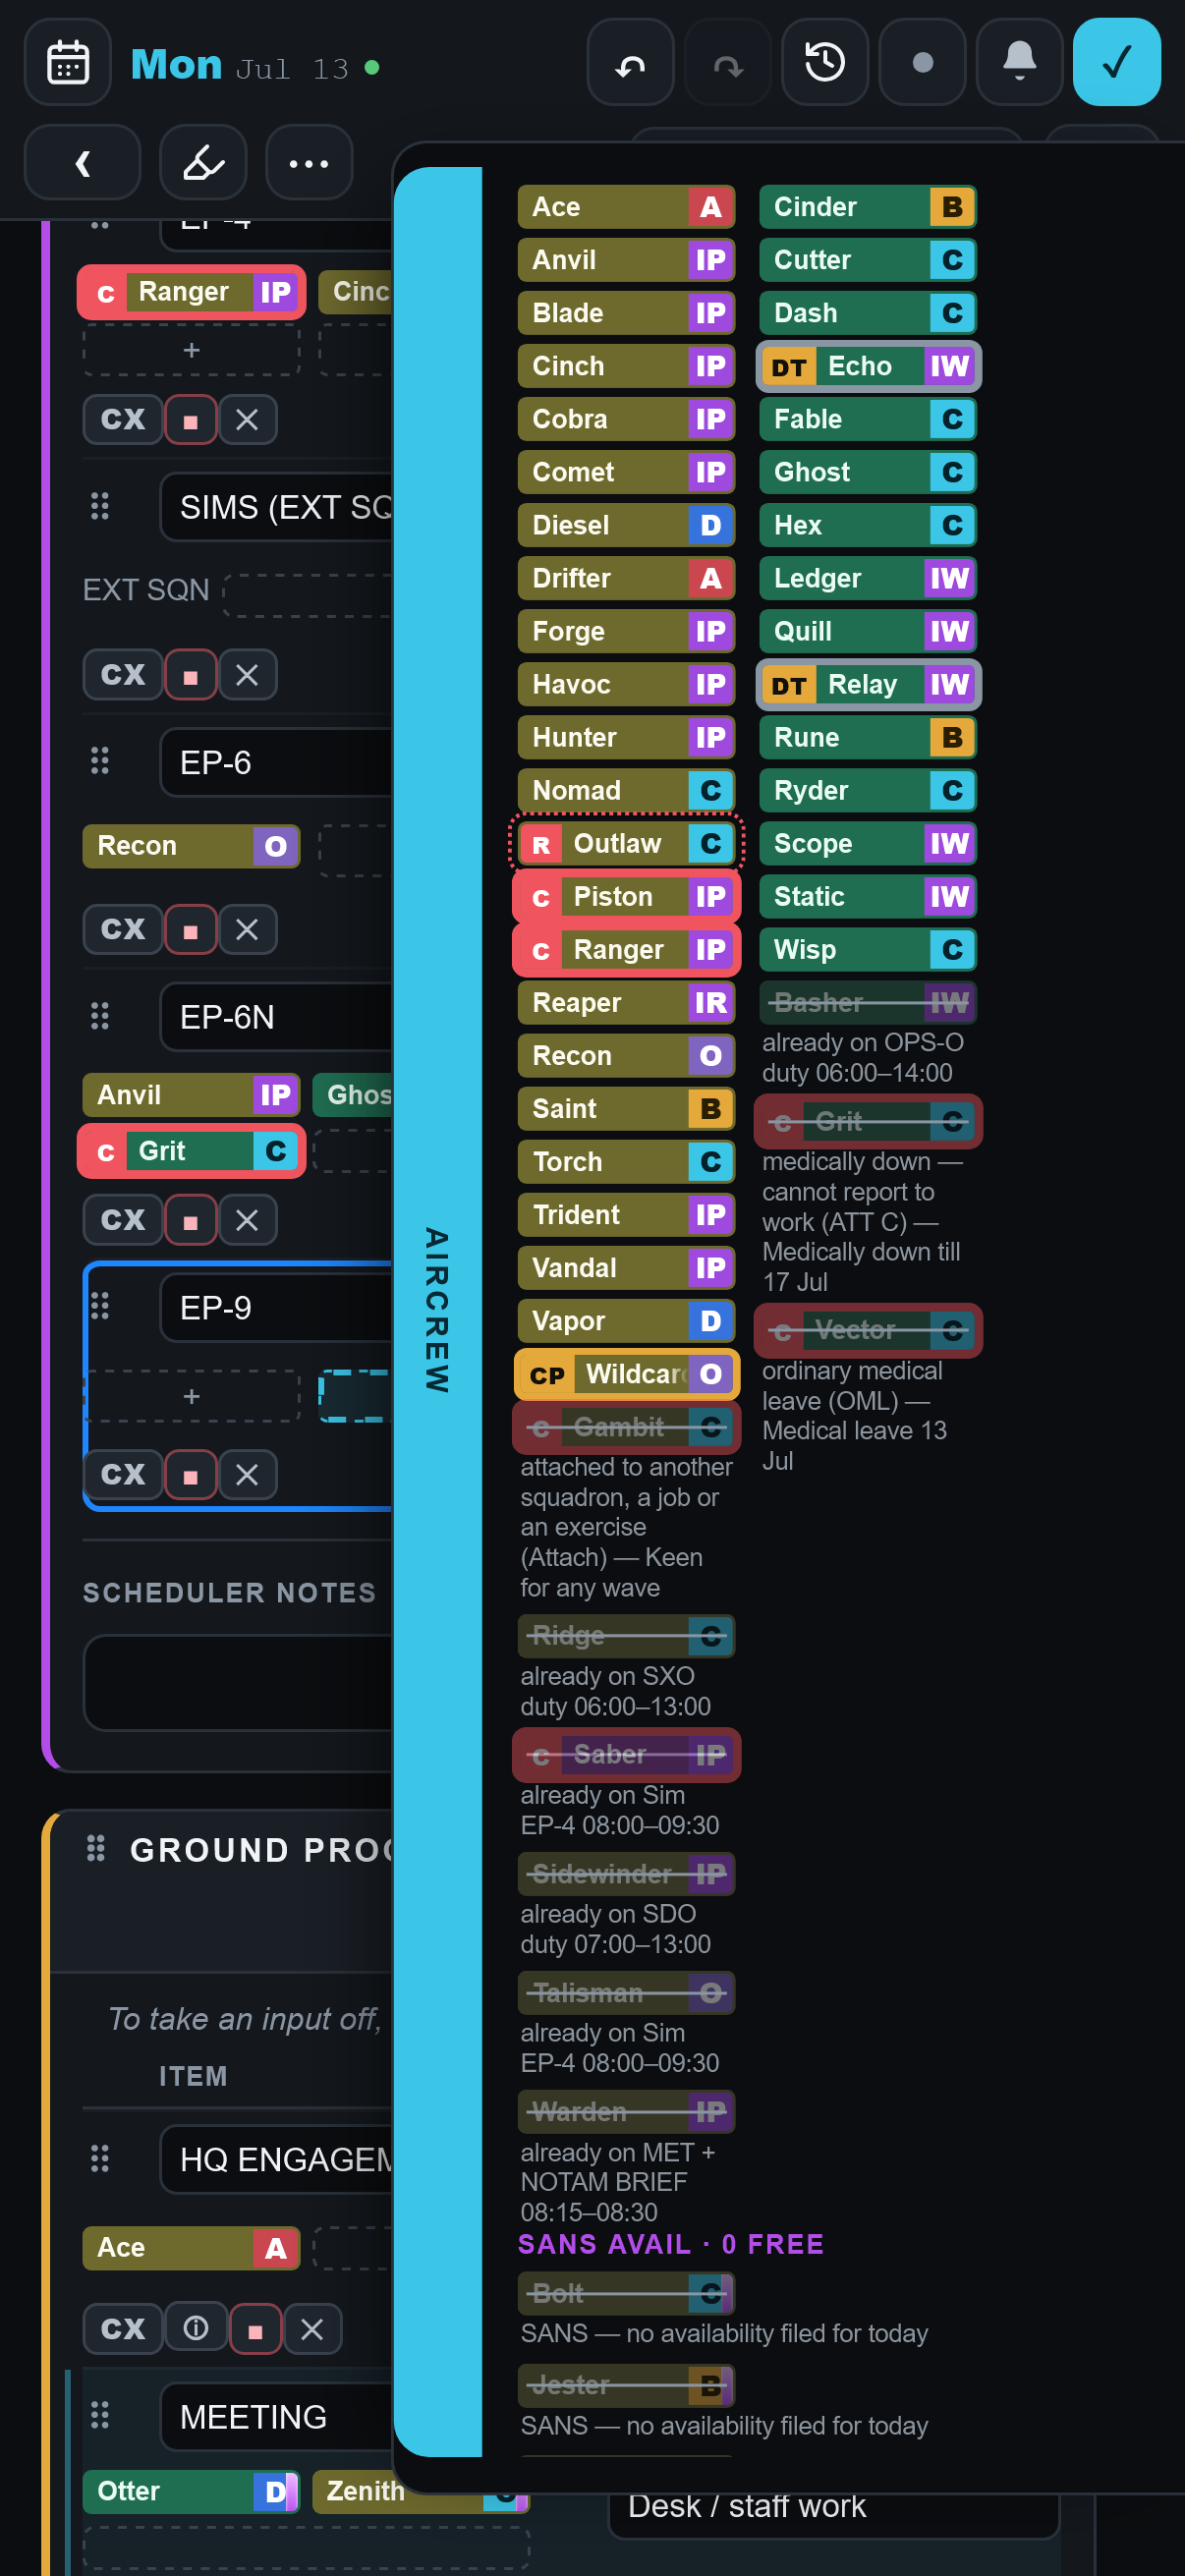 Mon Jul 13
Ranger IP
C
Cinc
+
CX
SIMS (EXT SQ
EXT SQN
CX
EP-6
Recon O
CX
EP-6N
Anvil IP
Ghos
C Grit C
CX
EP-9
+
CX
SCHEDULER NOTES
GROUND PROC
To take an input off,
ITEM
HQ ENGAGEM
Ace A
CX
MEETING
Otter D
Zenith
Desk / staff work
AIRCREW
Ace A
Anvil IP
Blade IP
Cinch IP
Cobra IP
Comet IP
Diesel D
Drifter A
Forge IP
Havoc IP
Hunter IP
Nomad C
R Outlaw C
C Piston IP
C Ranger IP
Reaper IR
Recon O
Saint B
Torch C
Trident IP
Vandal IP
Vapor D
CP Wildcar O
C Gambit C
attached to another
squadron, a job or
an exercise
(Attach) — Keen
for any wave
Ridge C
already on SXO
duty 06:00–13:00
C Saber IP
already on Sim
EP-4 08:00–09:30
Sidewinder IP
already on SDO
duty 07:00–13:00
Talisman O
already on Sim
EP-4 08:00–09:30
Warden IP
already on MET +
NOTAM BRIEF
08:15–08:30
Cinder B
Cutter C
Dash C
DT Echo IW
Fable C
Ghost C
Hex C
Ledger IW
Quill IW
DT Relay IW
Rune B
Ryder C
Scope IW
Static IW
Wisp C
Basher IW
already on OPS-O
duty 06:00–14:00
C Grit C
medically down —
cannot report to
work (ATT C) —
Medically down till
17 Jul
C Vector C
ordinary medical
leave (OML) —
Medical leave 13
Jul
SANS AVAIL · 0 FREE
Bolt C
SANS — no availability filed for today
Jester B
SANS — no availability filed for today